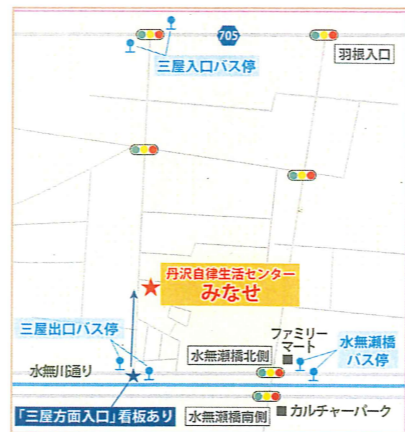 705
羽根入口
三屋入口バス停
丹沢自律生活センター
みなせ
三屋出口バス停
ファミリー
マート
水無瀬橋
バス停
水無瀬橋北側
水無川通り
「三屋方面入口」看板あり
水無瀬橋南側
カルチャーパーク